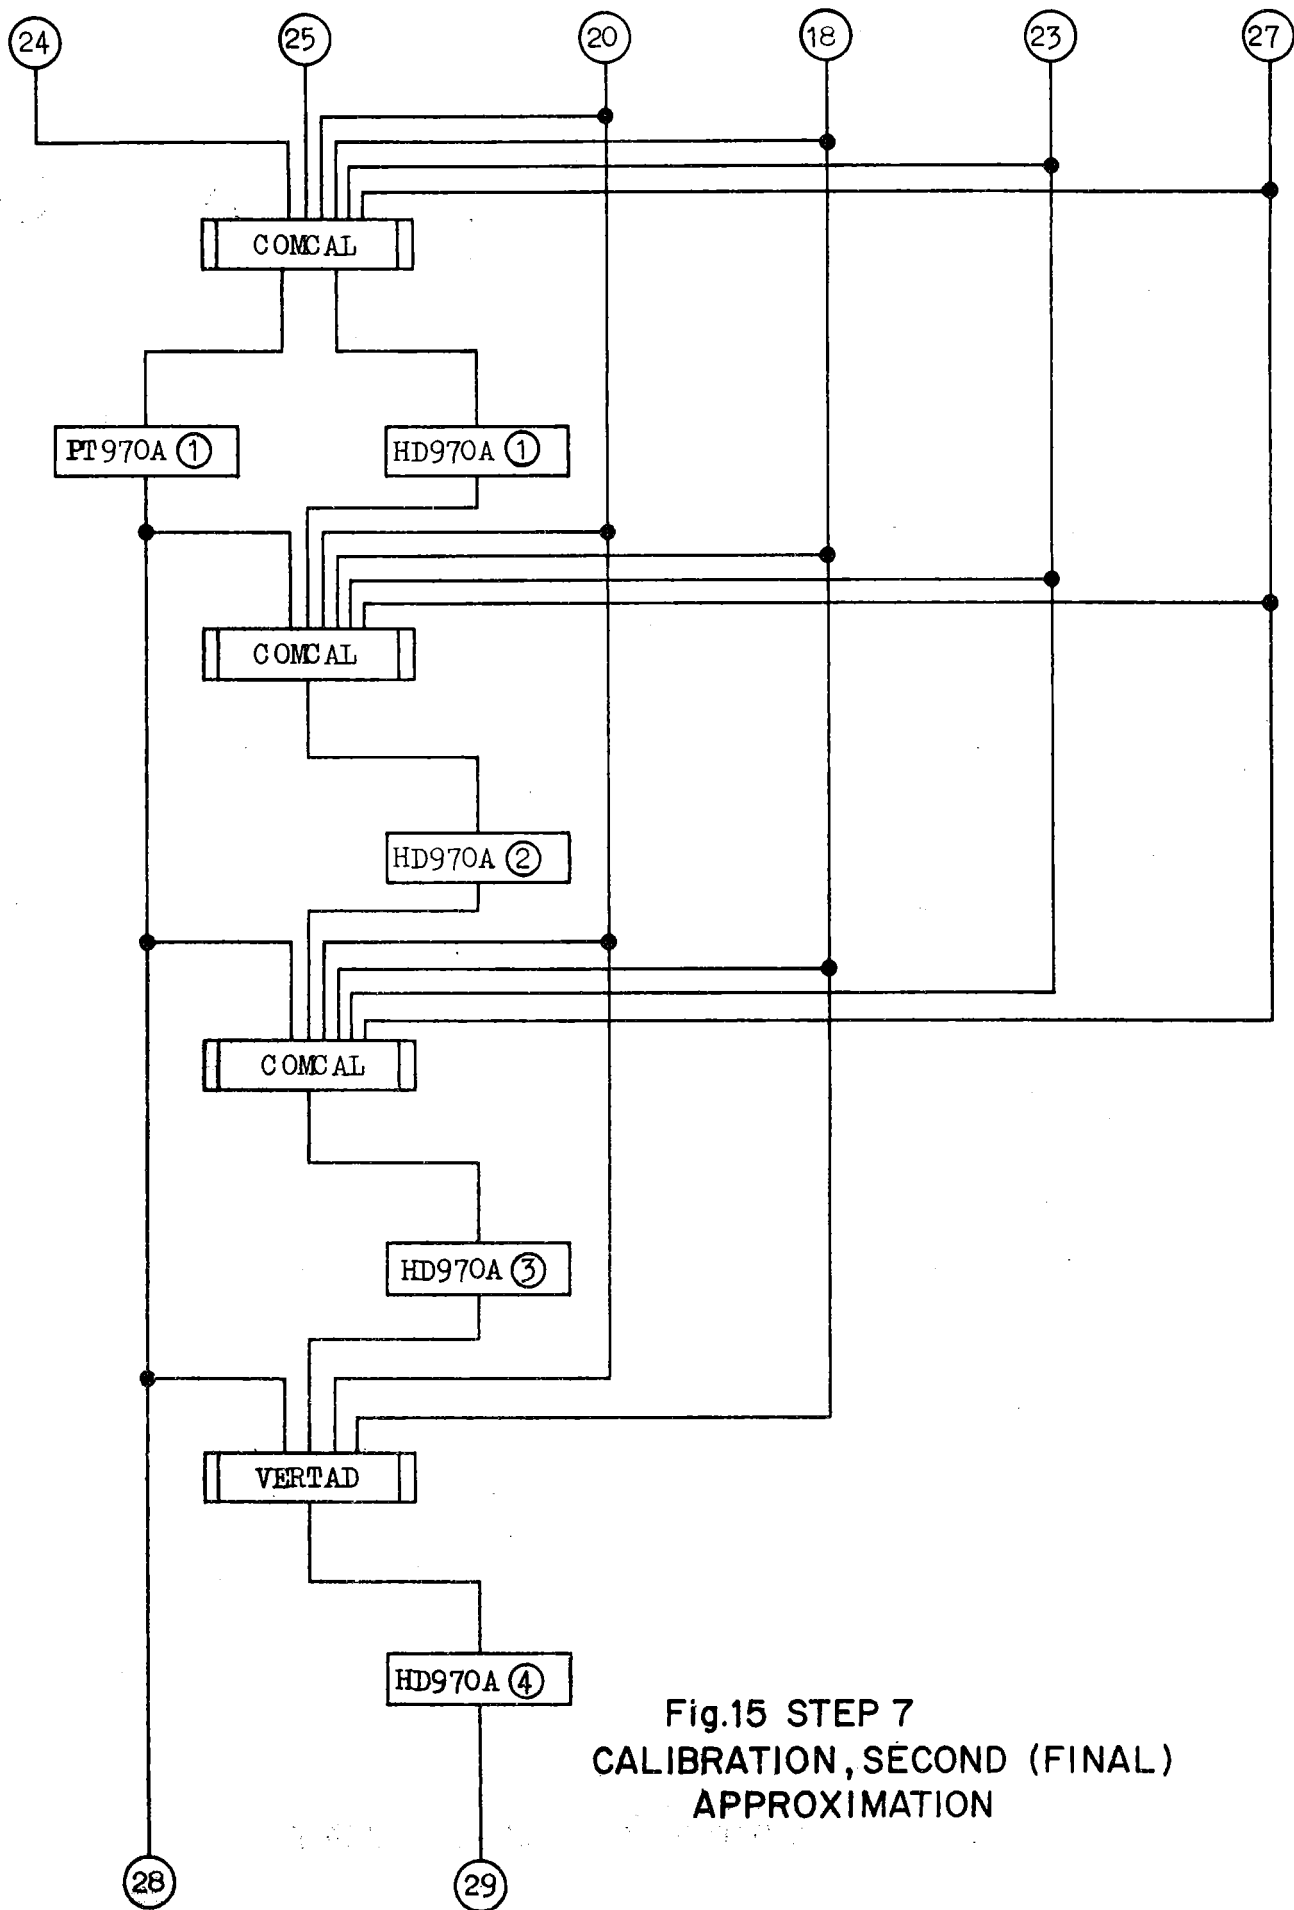 24 25 20 18 23 27
COMCAL
PT970A 1 HD970A 1
COMCAL
HD970A 2
COMCAL
HD970A 3
VERTAD
HD970A 4
Fig.15 STEP 7
CALIBRATION, SECOND (FINAL)
APPROXIMATION
28 29